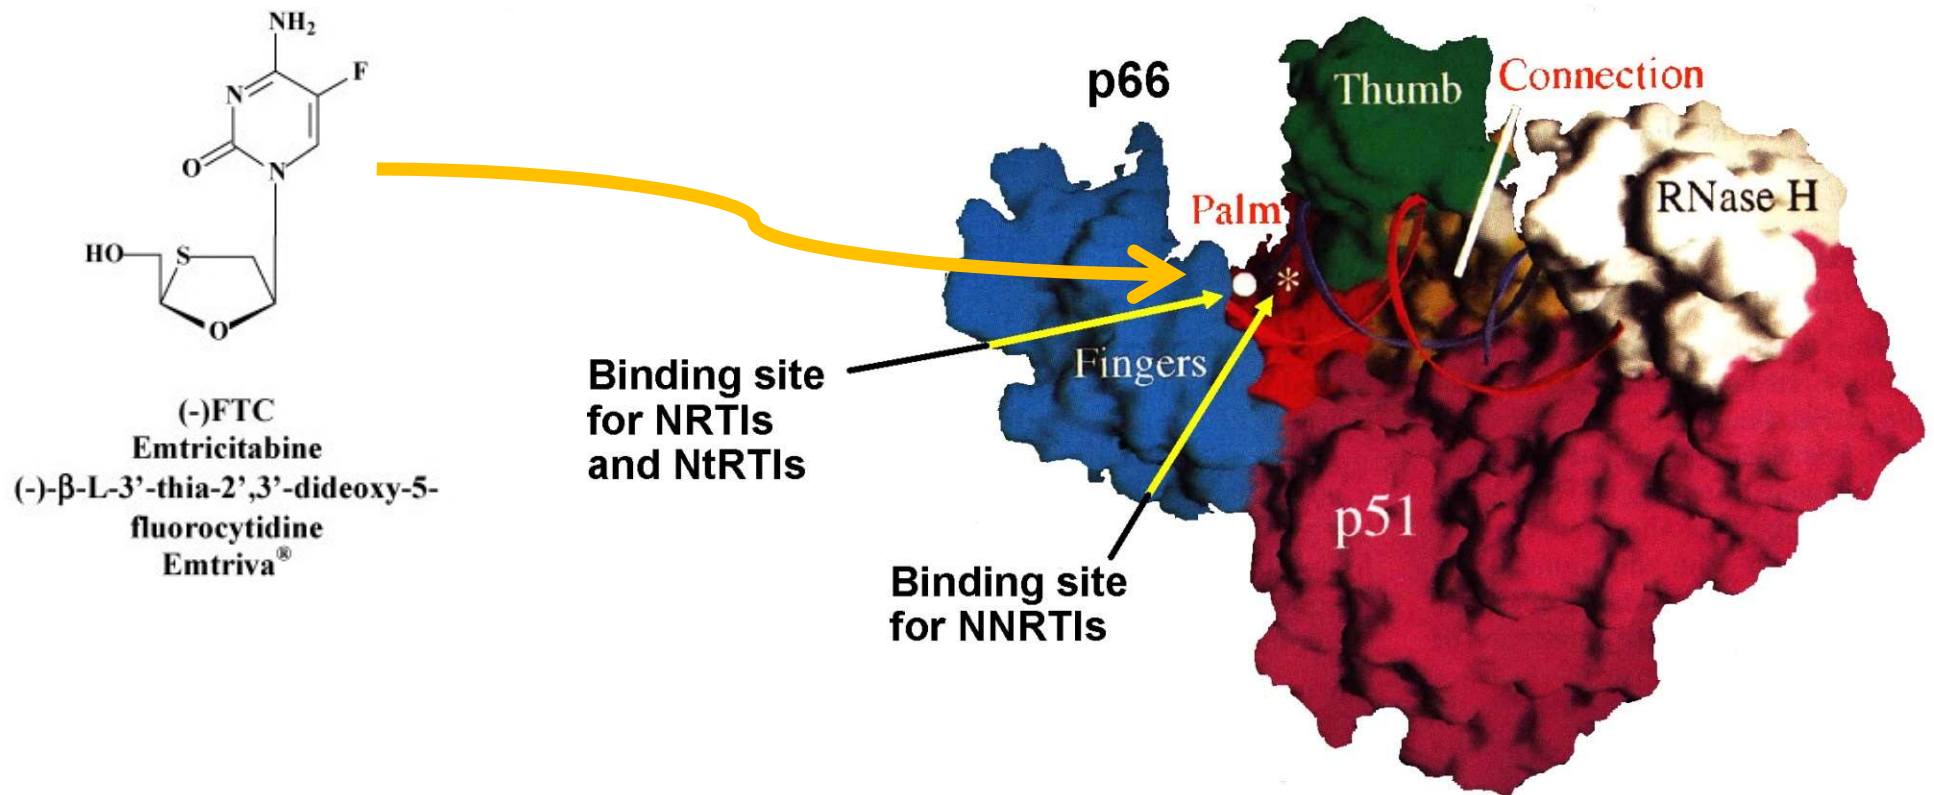 NH₂
F
N
O
N
HO
S
O
(-)FTC
Emtricitabine
(-)-β-L-3’-thia-2’,3’-dideoxy-5-
fluorocytidine
Emtriva®
p66
Thumb
Connection
RNase H
Palm
*
Fingers
p51
Binding site
for NRTIs
and NtRTIs
Binding site
for NNRTIs